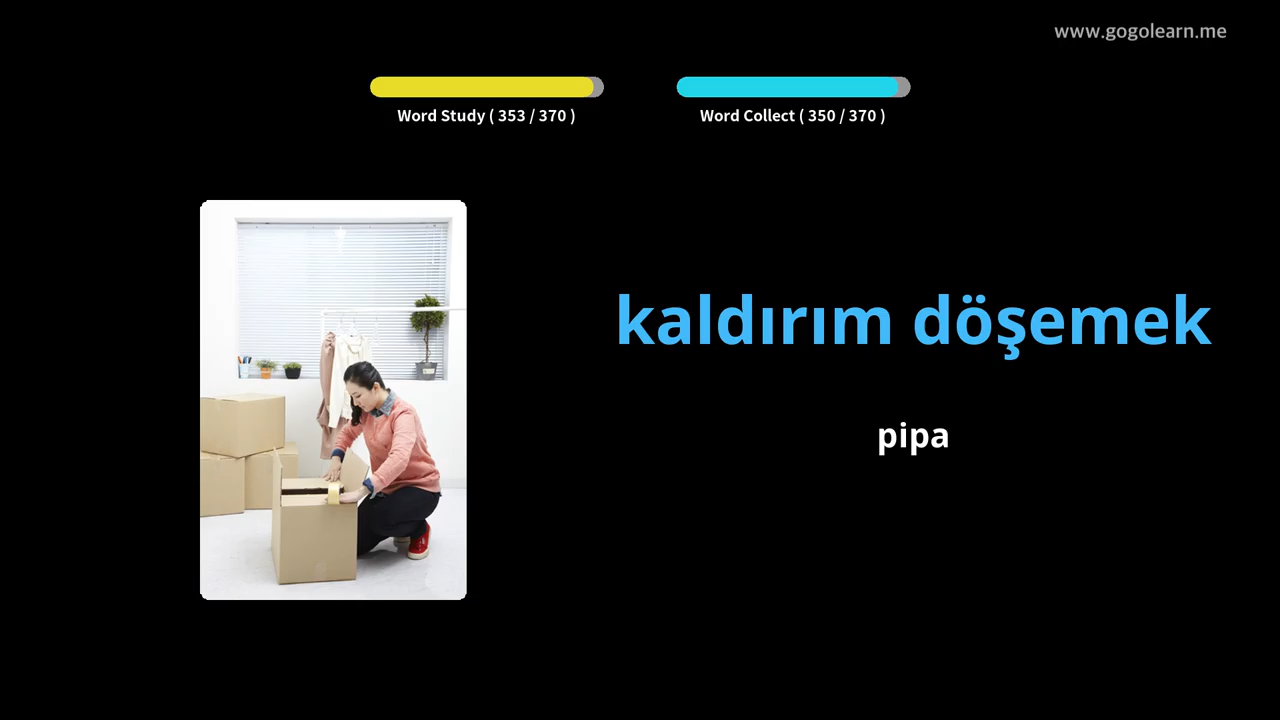 www.gogolearn.me
Word Study ( 353 / 370 )
Word Collect ( 350 / 370 )
kaldırım döşemek
pipa